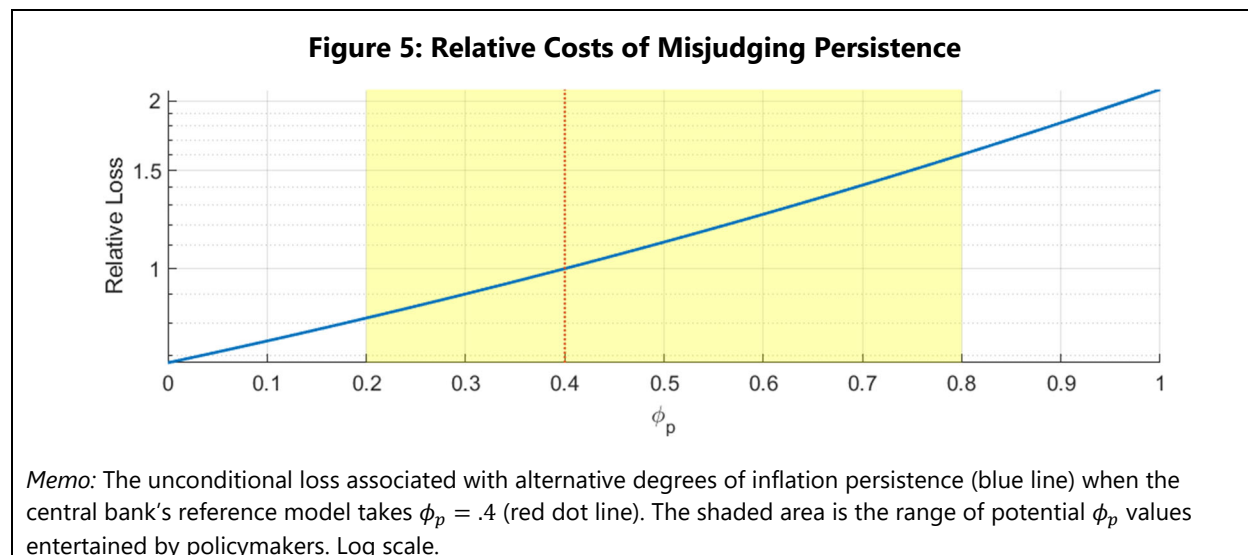 Figure 5: Relative Costs of Misjudging Persistence
2
1.5
1
Relative Loss
0 0.1 0.2 0.3 0.4 0.5 0.6 0.7 0.8 0.9 1
ϕp
Memo: The unconditional loss associated with alternative degrees of inflation persistence (blue line) when the
central bank’s reference model takes 𝜙𝑝 = .4 (red dot line). The shaded area is the range of potential 𝜙𝑝 values
entertained by policymakers. Log scale.